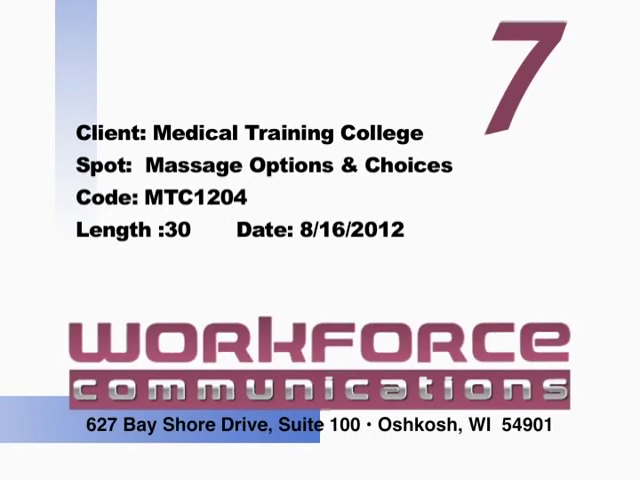 7
Client: Medical Training College
Spot:  Massage Options & Choices
Code: MTC1204
Length :30       Date: 8/16/2012
WORKFORCE
communications
627 Bay Shore Drive, Suite 100 • Oshkosh, WI  54901